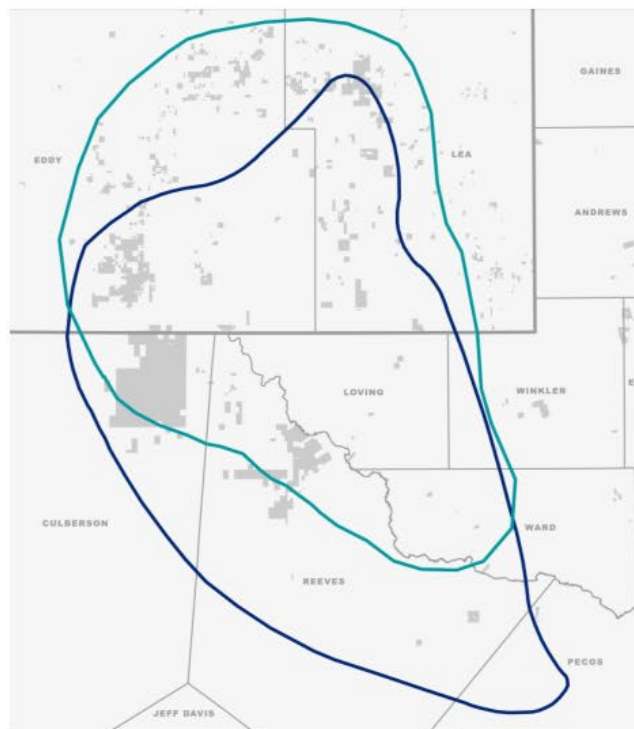 GAINES
EDDY
LEA
ANDREWS
LOVING
WINKLER
E
CULBERSON
WARD
REEVES
PECOS
JEFF DAVIS